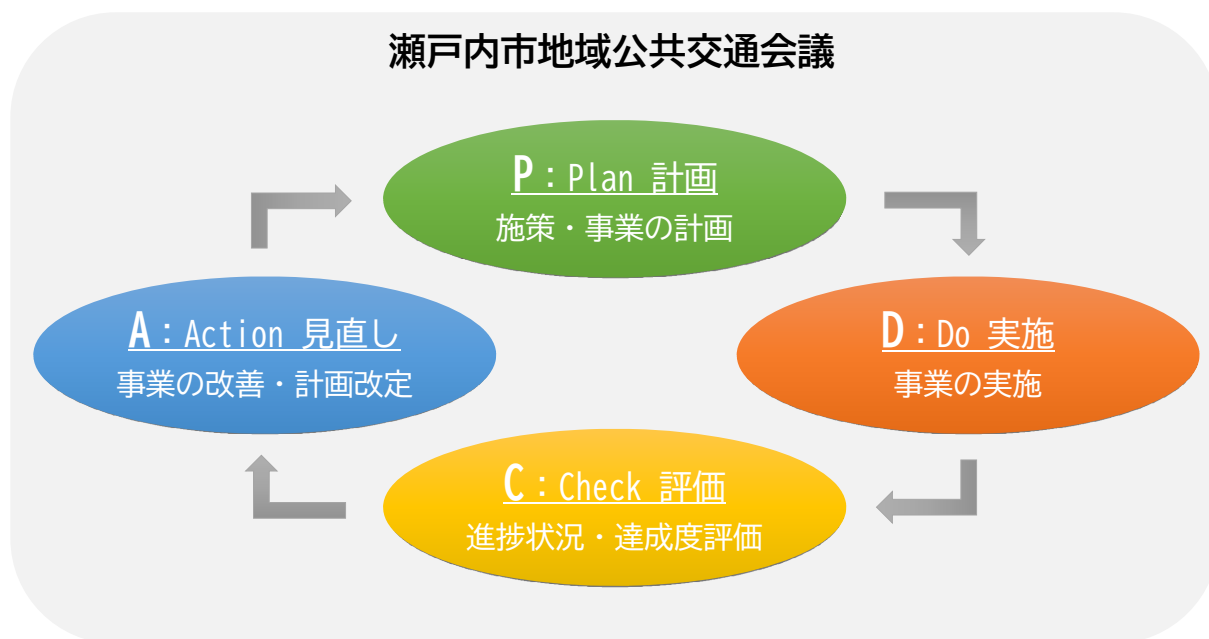 瀬戸内市地域公共交通会議
P：Plan 計画
施策・事業の計画
A：Action 見直し
事業の改善・計画改定
D：Do 実施
事業の実施
C：Check 評価
進捗状況・達成度評価